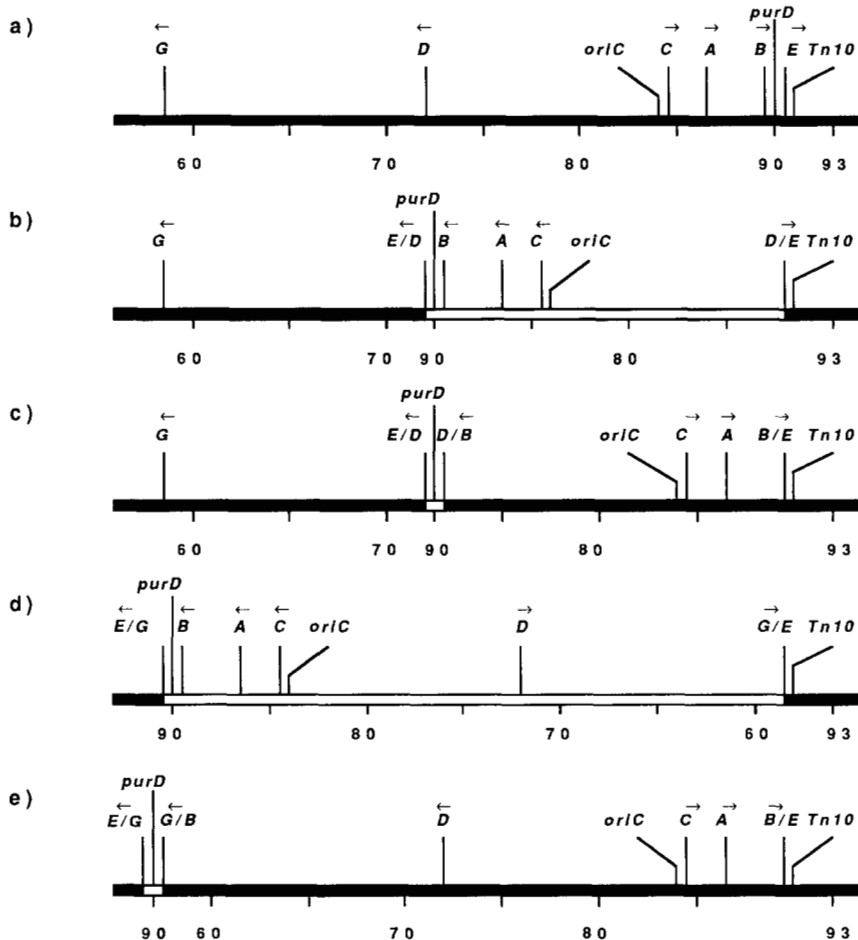 a)
purD
← ← → → → →
G D oriC C A B E Tn10
60 70 80 90 93
b)
purD
← ← ← ← ← →
G E/D B A C oriC D/E Tn10
60 70 90 80 93
c)
purD
← ← ← → → →
G E/D D/B oriC C A B/E Tn10
60 70 90 80 93
d)
purD
← ← ← ← → →
E/G B A C oriC D G/E Tn10
90 80 70 60 93
e)
purD
← ← ← → → →
E/G G/B D oriC C A B/E Tn10
90 60 70 80 93